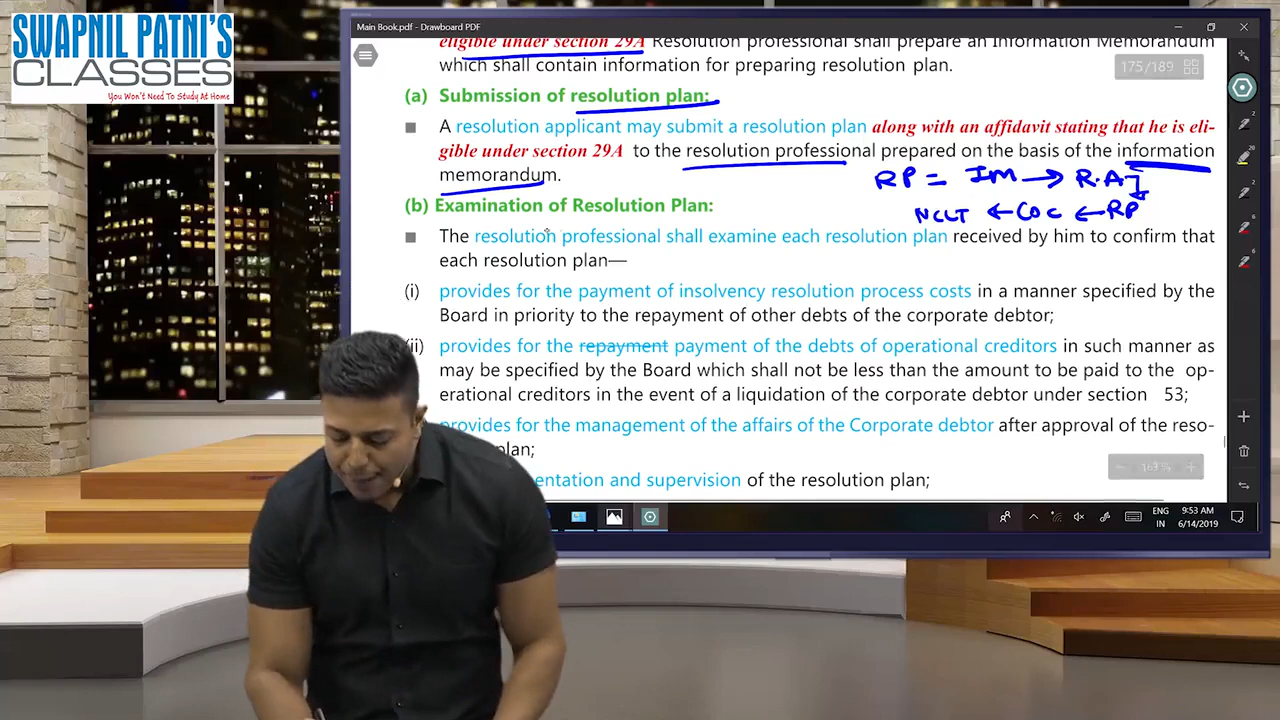 SWAPNIL PATNI'S
CLASSES
You Won't Need To Study At Home
Main Book.pdf - Drawboard PDF
eligible under section 29A Resolution professional shall prepare an Information Memorandum
which shall contain information for preparing resolution plan.
175/189
(a) Submission of resolution plan:
■ A resolution applicant may submit a resolution plan along with an affidavit stating that he is eli-
gible under section 29A to the resolution professional prepared on the basis of the information
memorandum.
RP = IM → R.A
NCLT ← COC ← RP
(b) Examination of Resolution Plan:
■ The resolution professional shall examine each resolution plan received by him to confirm that
each resolution plan—
(i) provides for the payment of insolvency resolution process costs in a manner specified by the
Board in priority to the repayment of other debts of the corporate debtor;
(ii) provides for the repayment payment of the debts of operational creditors in such manner as
may be specified by the Board which shall not be less than the amount to be paid to the op-
erational creditors in the event of a liquidation of the corporate debtor under section 53;
provides for the management of the affairs of the Corporate debtor after approval of the reso-
plan;
entation and supervision of the resolution plan;
163 %
ENG
IN
9:53 AM
6/14/2019